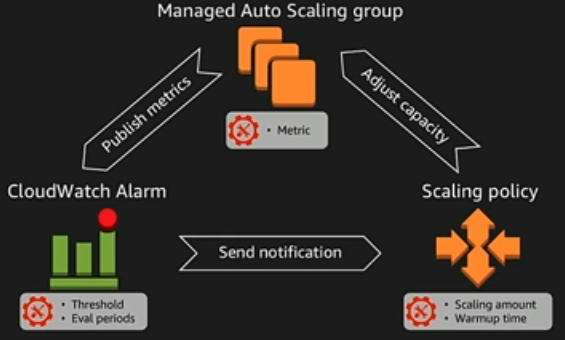 Managed Auto Scaling group
Publish metrics
Adjust capacity
• Metric
CloudWatch Alarm
Scaling policy
Send notification
• Threshold
• Eval periods
• Scaling amount
• Warmup time